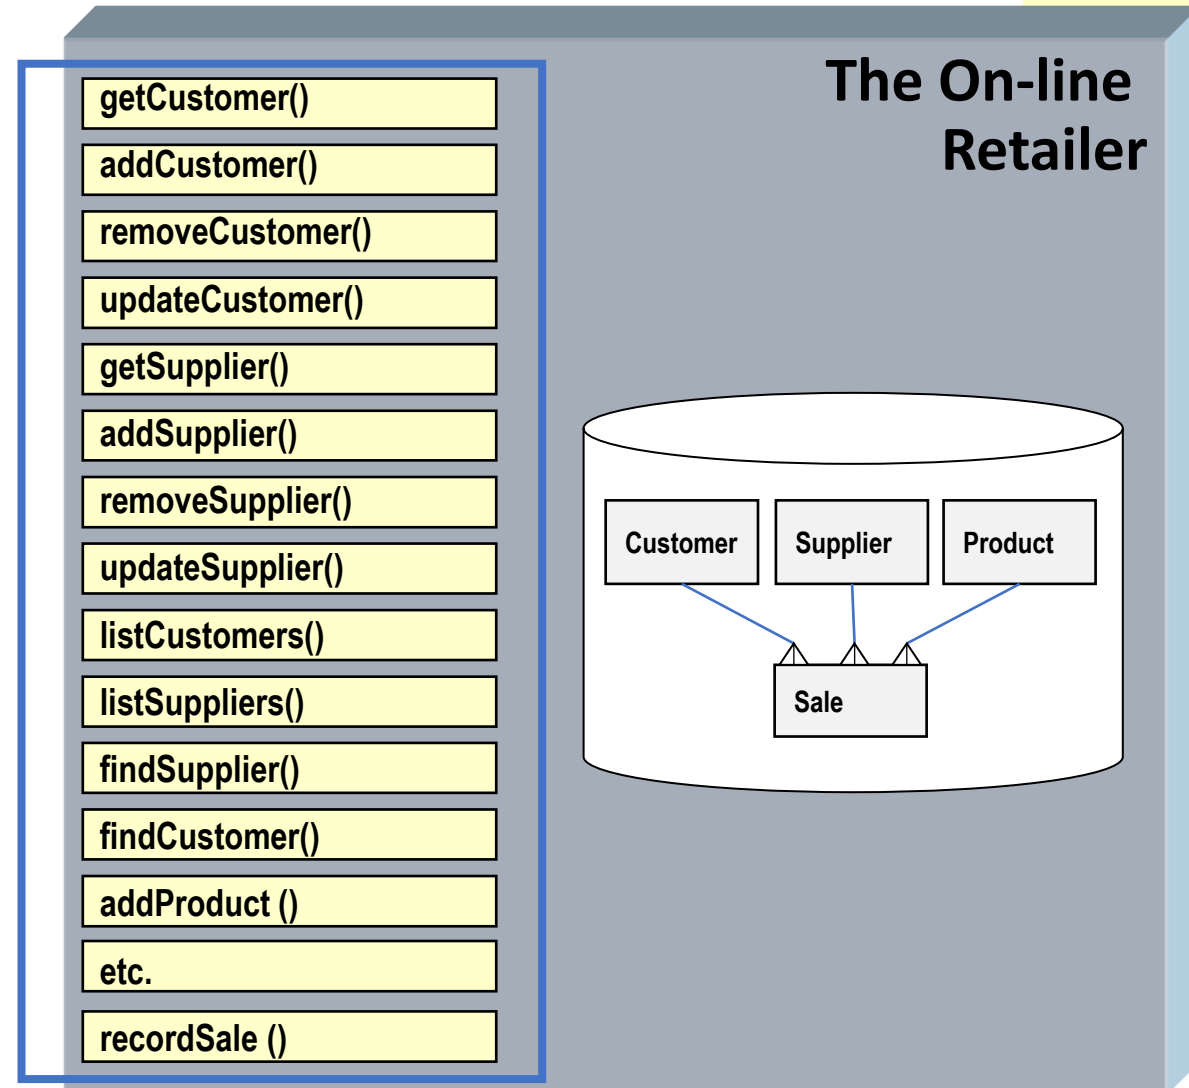 The On-line
Retailer
getCustomer()
addCustomer()
removeCustomer()
updateCustomer()
getSupplier()
addSupplier()
removeSupplier()
updateSupplier()
listCustomers()
listSuppliers()
findSupplier()
findCustomer()
addProduct ()
etc.
recordSale ()
Customer
Supplier
Product
Sale